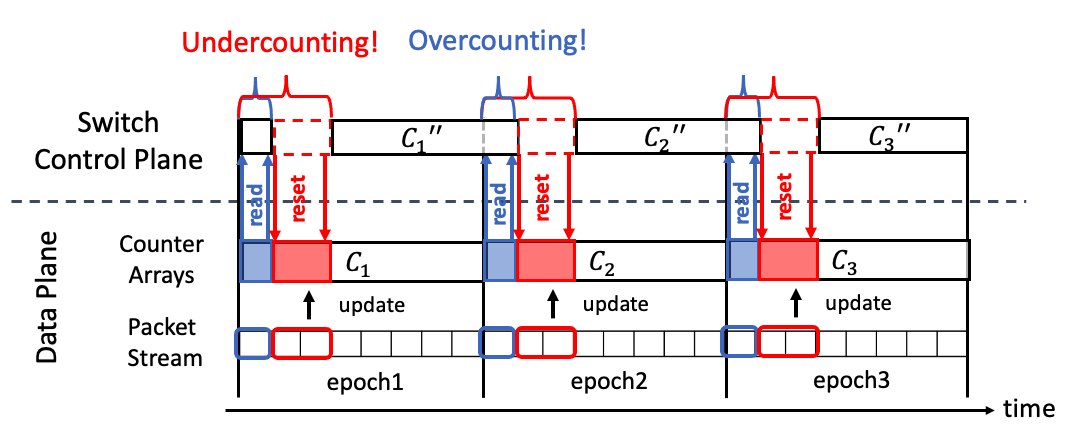 Undercounting! Overcounting!
Switch
Control Plane
C₁′′ C₂′′ C₃′′
read reset read reset read reset
Data Plane
Counter
Arrays
C₁ C₂ C₃
update update update
Packet
Stream
epoch1 epoch2 epoch3
time